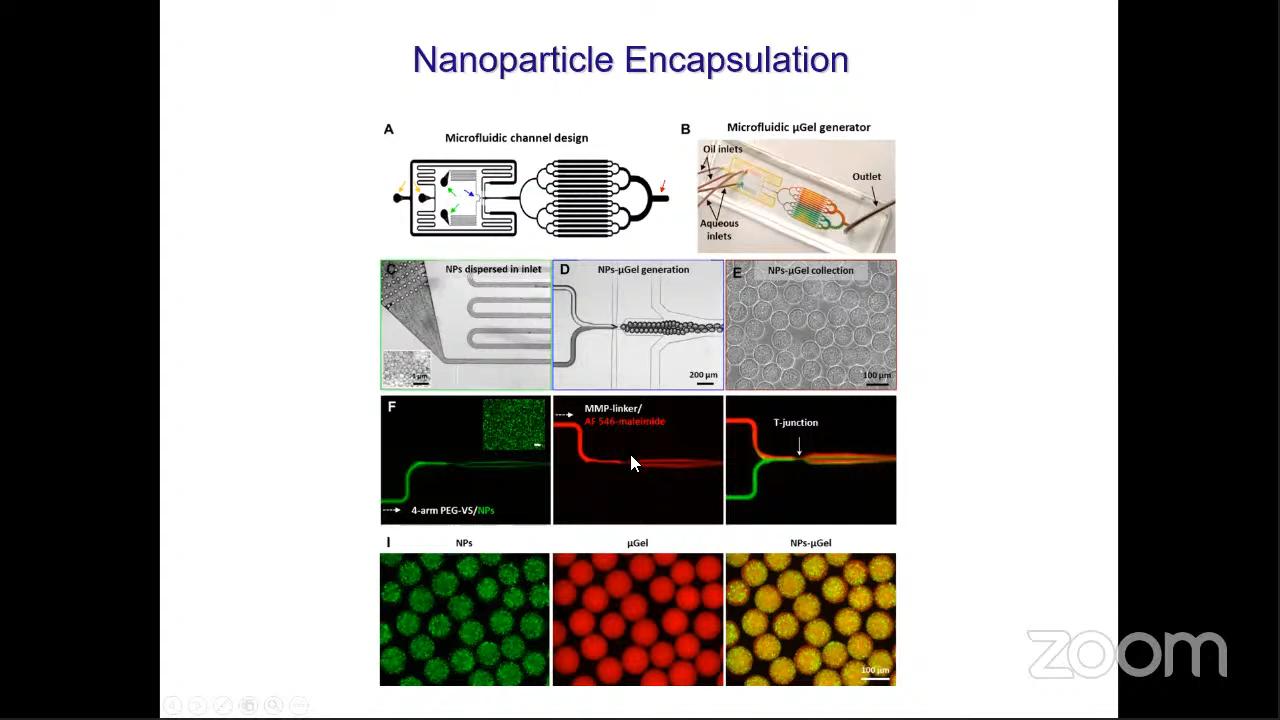 Nanoparticle Encapsulation
A
Microfluidic channel design
B
Microfluidic µGel generator
Oil inlets
Outlet
Aqueous
inlets
C
NPs dispersed in inlet
1 µm
D
NPs-µGel generation
200 µm
E
NPs-µGel collection
100 µm
F
4-arm PEG-VS/NPs
MMP-linker/
AF 546-maleimide
T-junction
I
NPs
µGel
NPs-µGel
100 µm
zoom